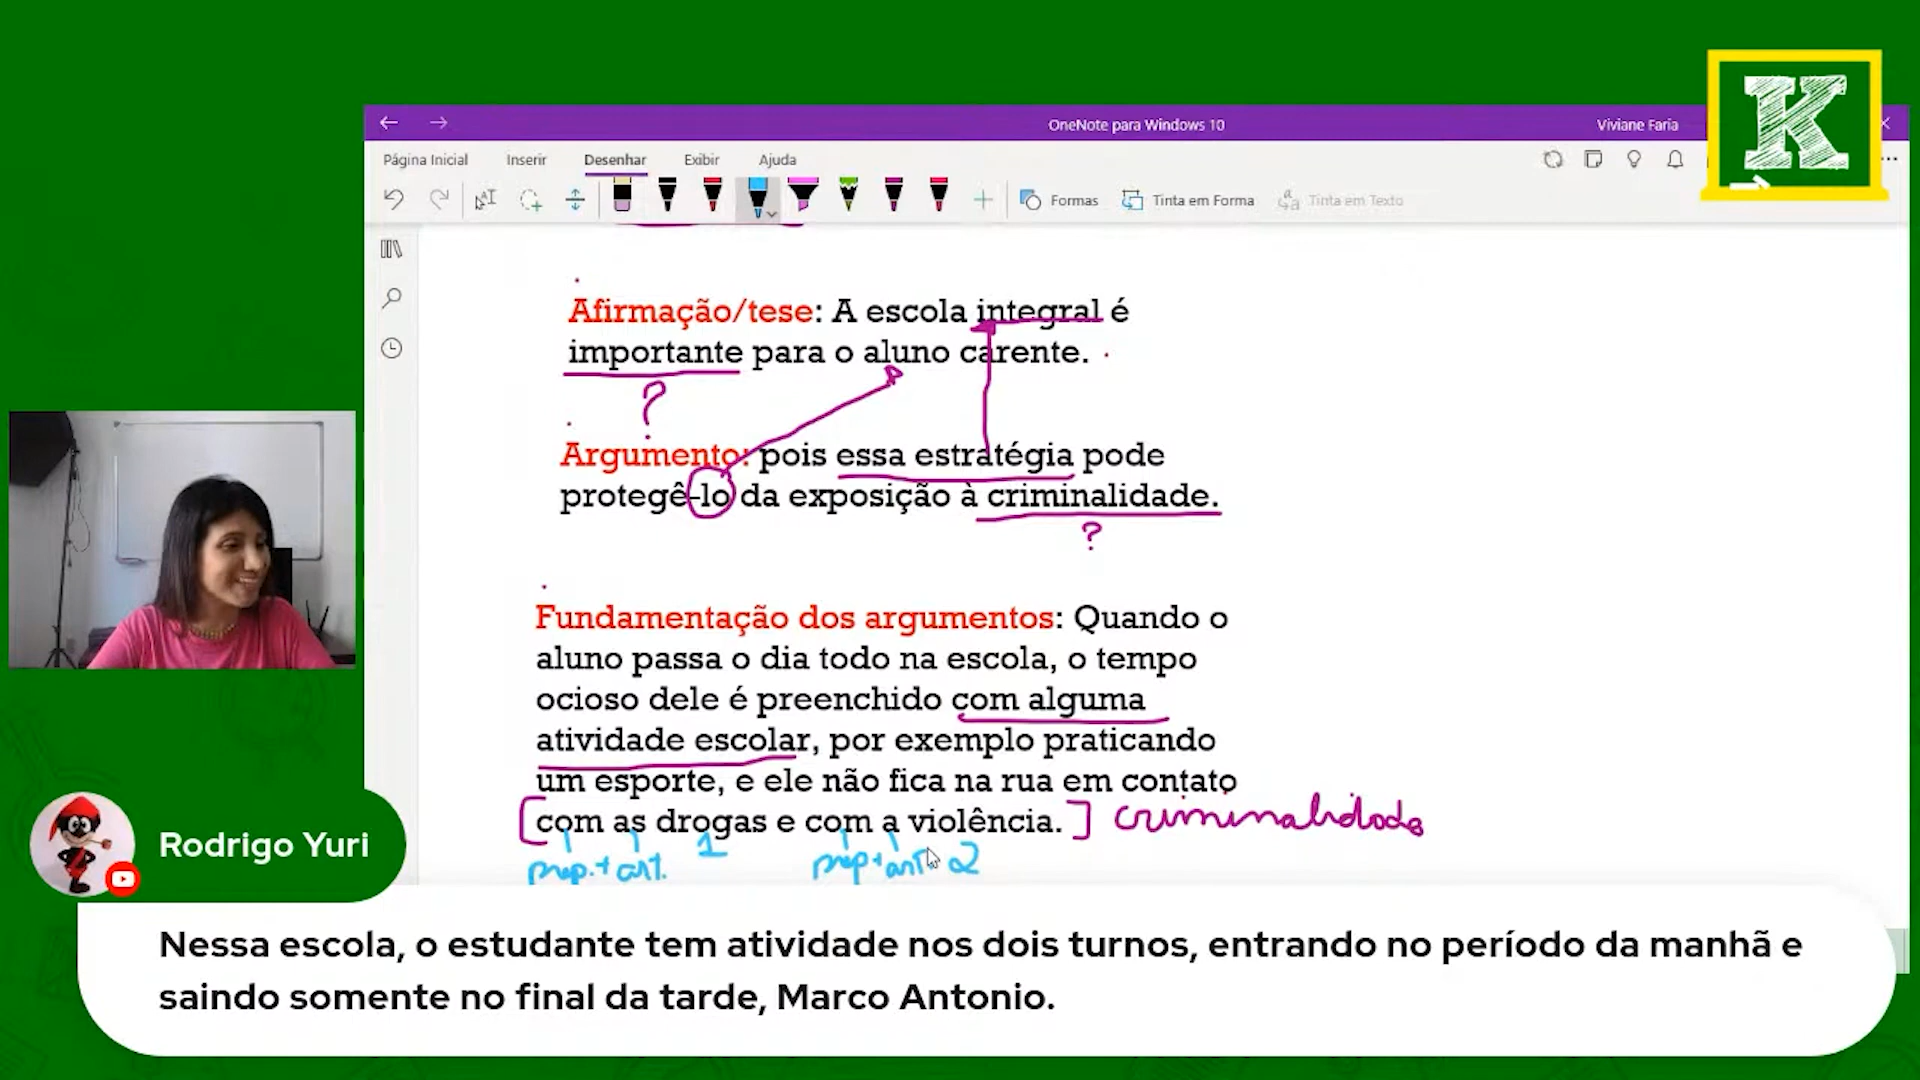 K
OneNote para Windows 10
Viviane Faria
Página Inicial Inserir Desenhar Exibir Ajuda
Formas Tinta em Forma Tinta em Texto
Afirmação/tese: A escola integral é
importante para o aluno carente.
?
Argumento: pois essa estratégia pode
protegê-lo da exposição à criminalidade.
?
Fundamentação dos argumentos: Quando o
aluno passa o dia todo na escola, o tempo
ocioso dele é preenchido com alguma
atividade escolar, por exemplo praticando
um esporte, e ele não fica na rua em contato
[com as drogas e com a violência.] criminalidade
prep. + art. 1 prep + art 2
Rodrigo Yuri
Nessa escola, o estudante tem atividade nos dois turnos, entrando no período da manhã e
saindo somente no final da tarde, Marco Antonio.